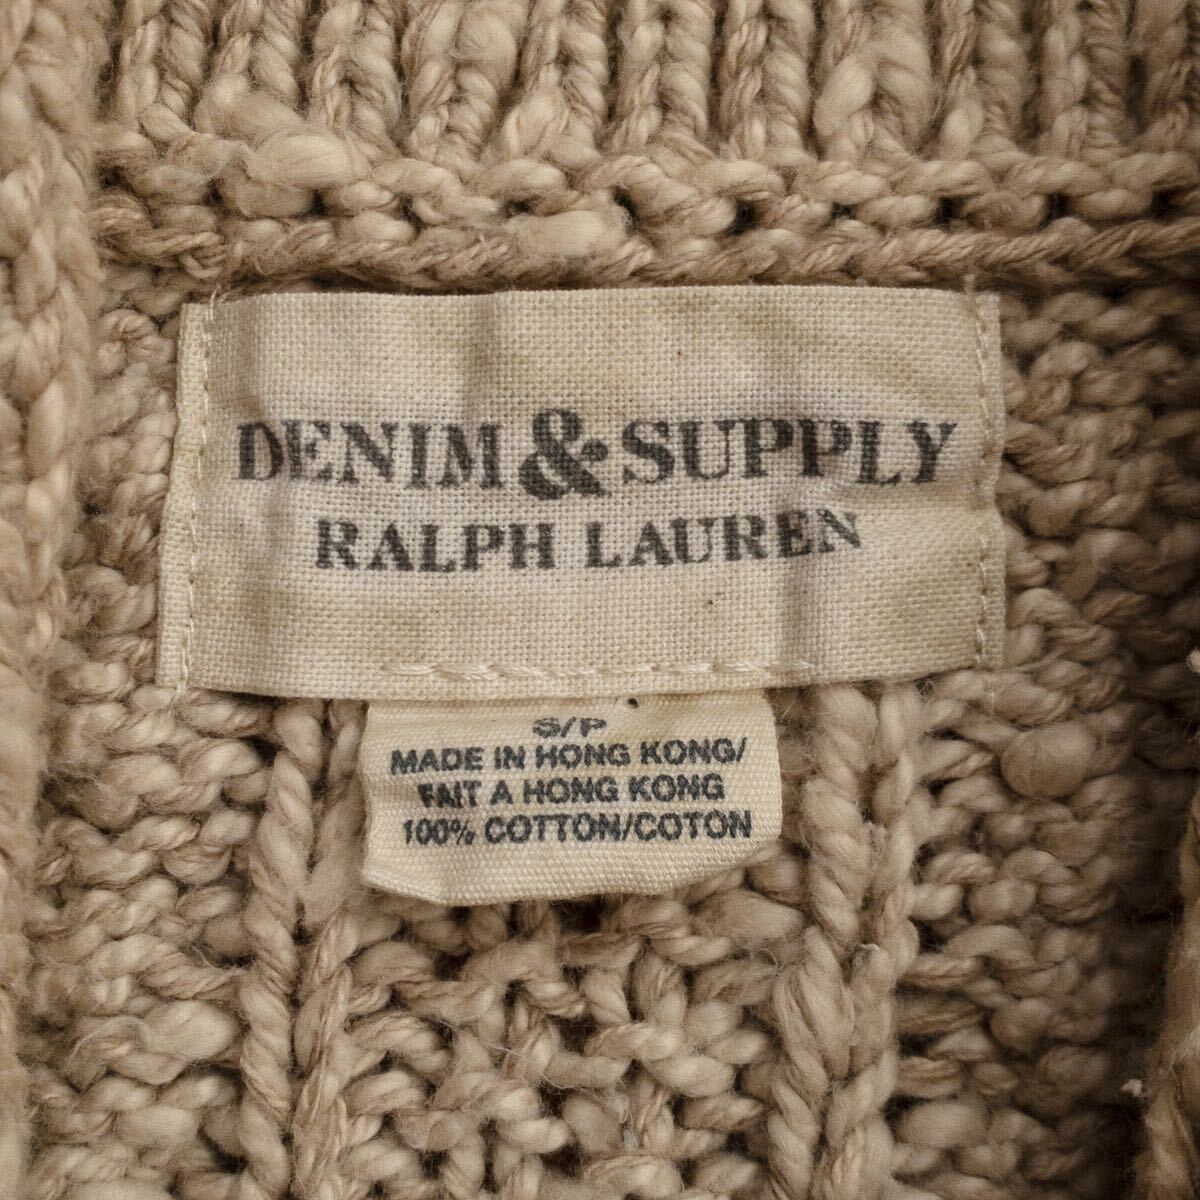 DENIM & SUPPLY
RALPH LAUREN
S/P
MADE IN HONG KONG/
FAIT A HONG KONG
100% COTTON/COTON